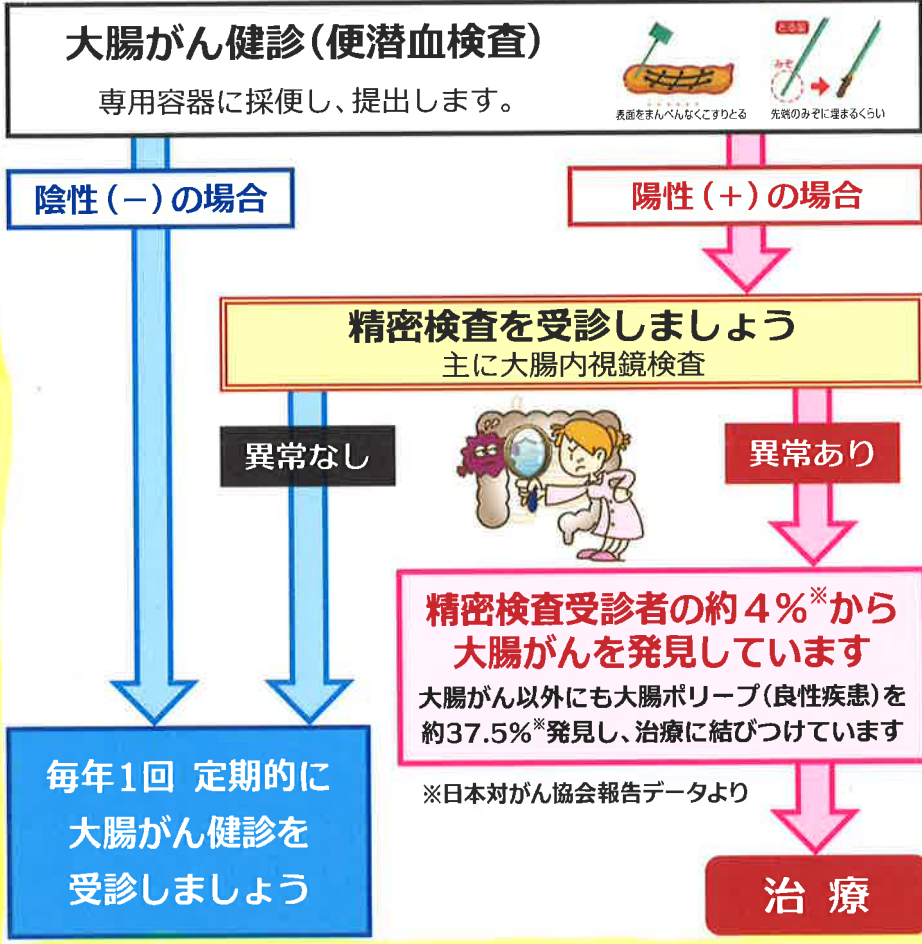 大腸がん健診(便潜血検査)
専用容器に採便し、提出します。
表面をまんべんなくこすりとる
とる量
みぞ
先端のみぞに埋まるくらい
陰性(－)の場合
陽性(＋)の場合
精密検査を受診しましょう
主に大腸内視鏡検査
異常なし
異常あり
精密検査受診者の約4%※から
大腸がんを発見しています
大腸がん以外にも大腸ポリープ(良性疾患)を
約37.5%※発見し、治療に結びつけています
※日本対がん協会報告データより
毎年1回 定期的に
大腸がん健診を
受診しましょう
治療